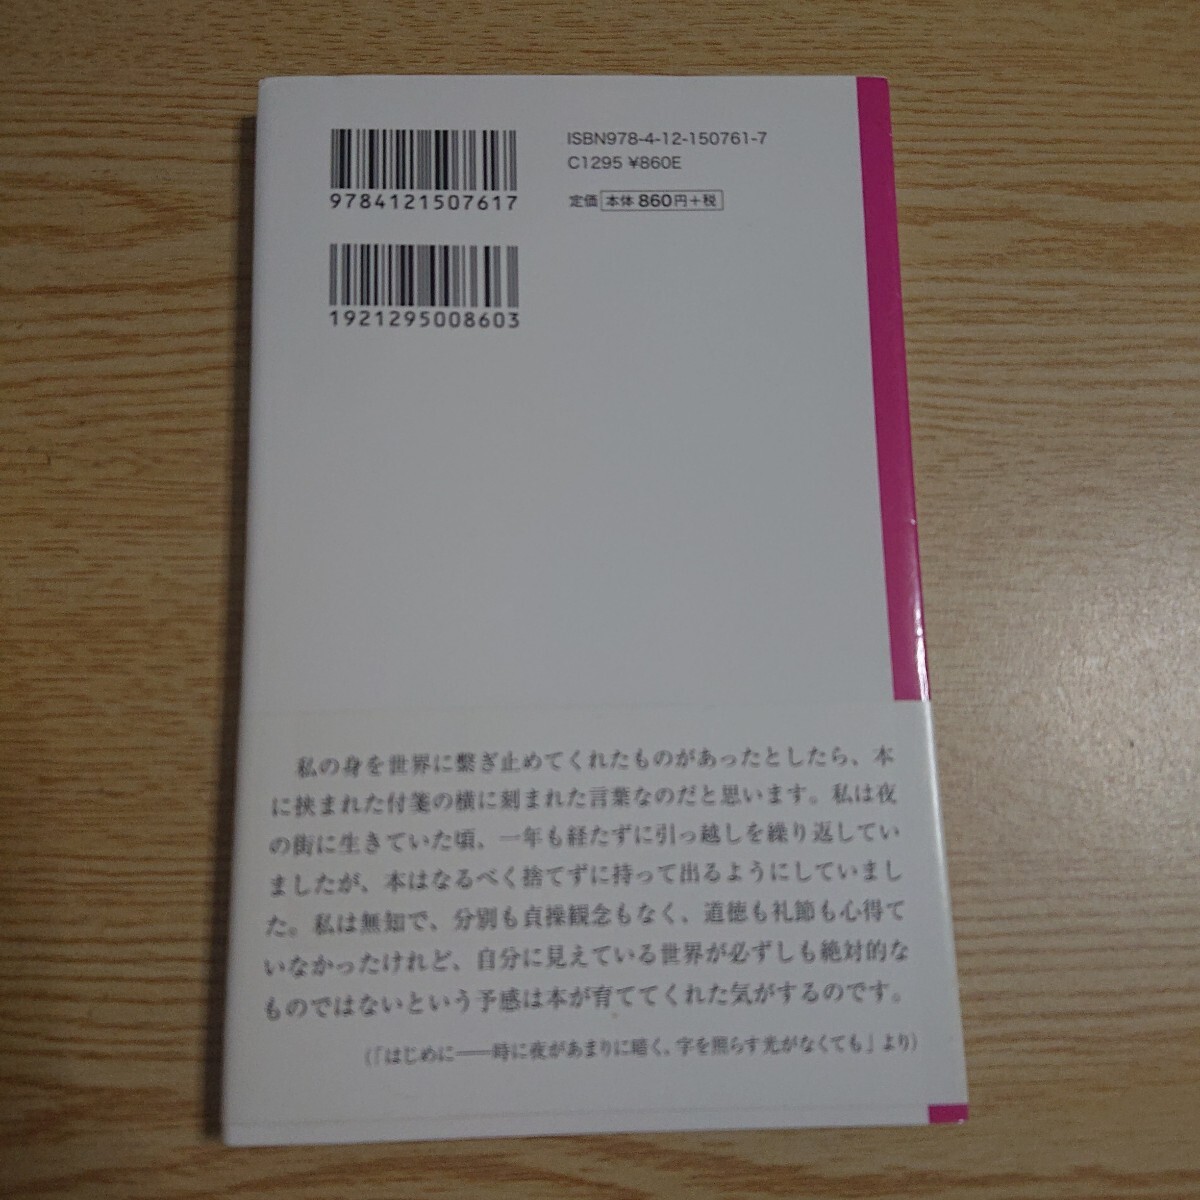 ISBN978-4-12-150761-7
C1295 ¥860E
定価 本体 860円+税
9784121507617
1921295008603
私の身を世界に繫ぎ止めてくれたものがあったとしたら、本
に挟まれた付箋の横に刻まれた言葉なのだと思います。私は夜
の街に生きていた頃、一年も経たずに引っ越しを繰り返してい
ましたが、本はなるべく捨てずに持って出るようにしていまし
た。私は無知で、分別も貞操観念もなく、道徳も礼節も心得て
いなかったけれど、自分に見えている世界が必ずしも絶対的な
ものではないという予感は本が育ててくれた気がするのです。
（「はじめに――時に夜があまりに暗く、字を照らす光がなくても」より）